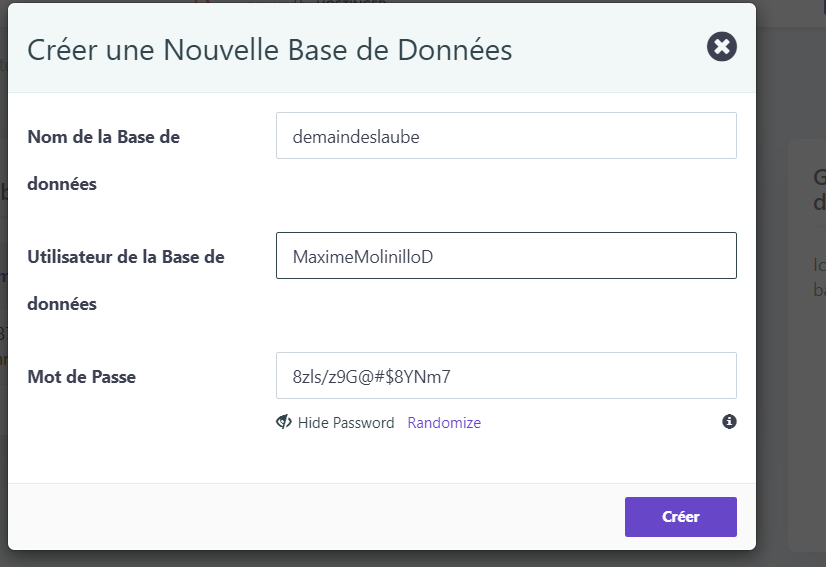 Créer une Nouvelle Base de Données
Nom de la Base de
données
demaindeslaube
Utilisateur de la Base de
données
MaximeMolinilloD
Mot de Passe
8zls/z9G@#$8YNm7
Hide Password Randomize
Créer